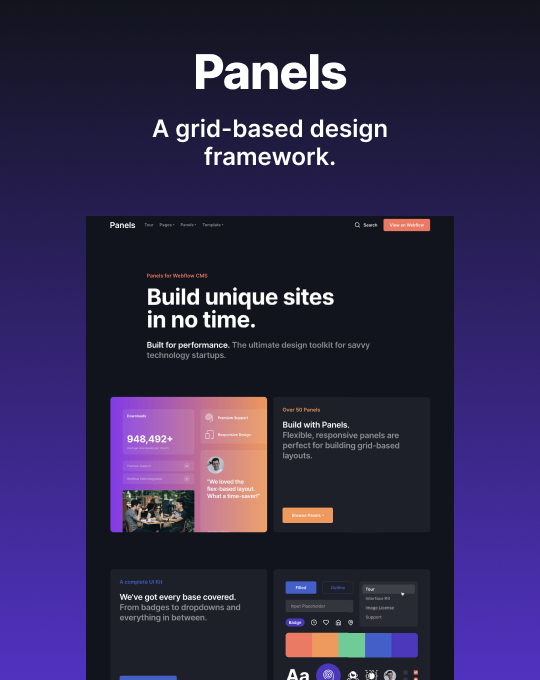 Panels
A grid-based design
framework.
Panels Tour Pages Panels Template Search View on Webflow
Panels for Webflow CMS
Build unique sites
in no time.
Built for performance. The ultimate design toolkit for savvy
technology startups.
Downloads
948,492+
Premium Support
Responsive Design
"We loved the
flex-based layout.
What a time-saver!"
Over 50 Panels
Build with Panels.
Flexible, responsive panels are
perfect for building grid-based
layouts.
Browse Panels
A complete UI Kit
We've got every base covered.
From badges to dropdowns and
everything in between.
Filled
Outline
Input Placeholder
Badge
Tour
Interface Kit
Image License
Support
Aa